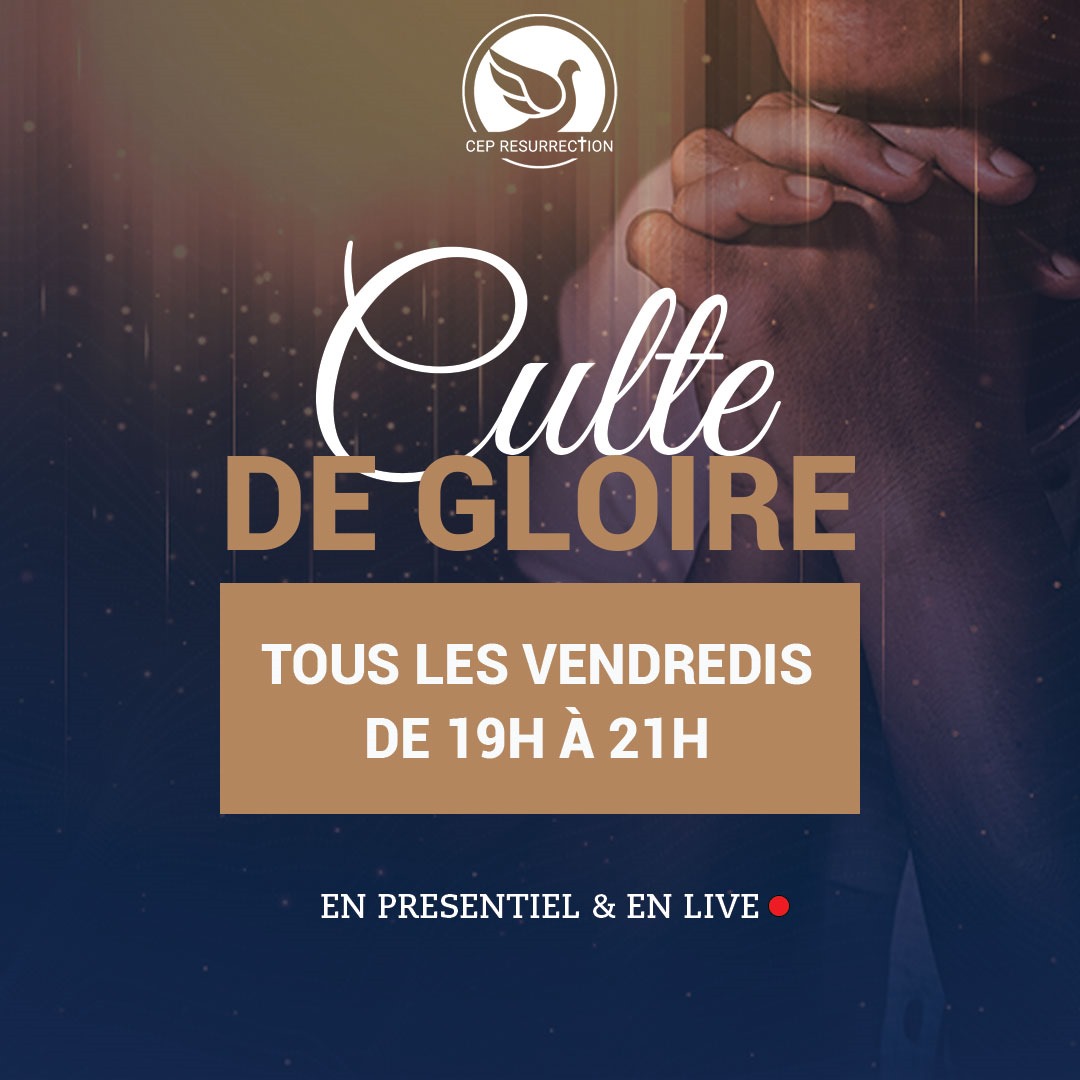 CEP RESURRECTION
Culte
DE GLOIRE
TOUS LES VENDREDIS
DE 19H À 21H
EN PRESENTIEL & EN LIVE